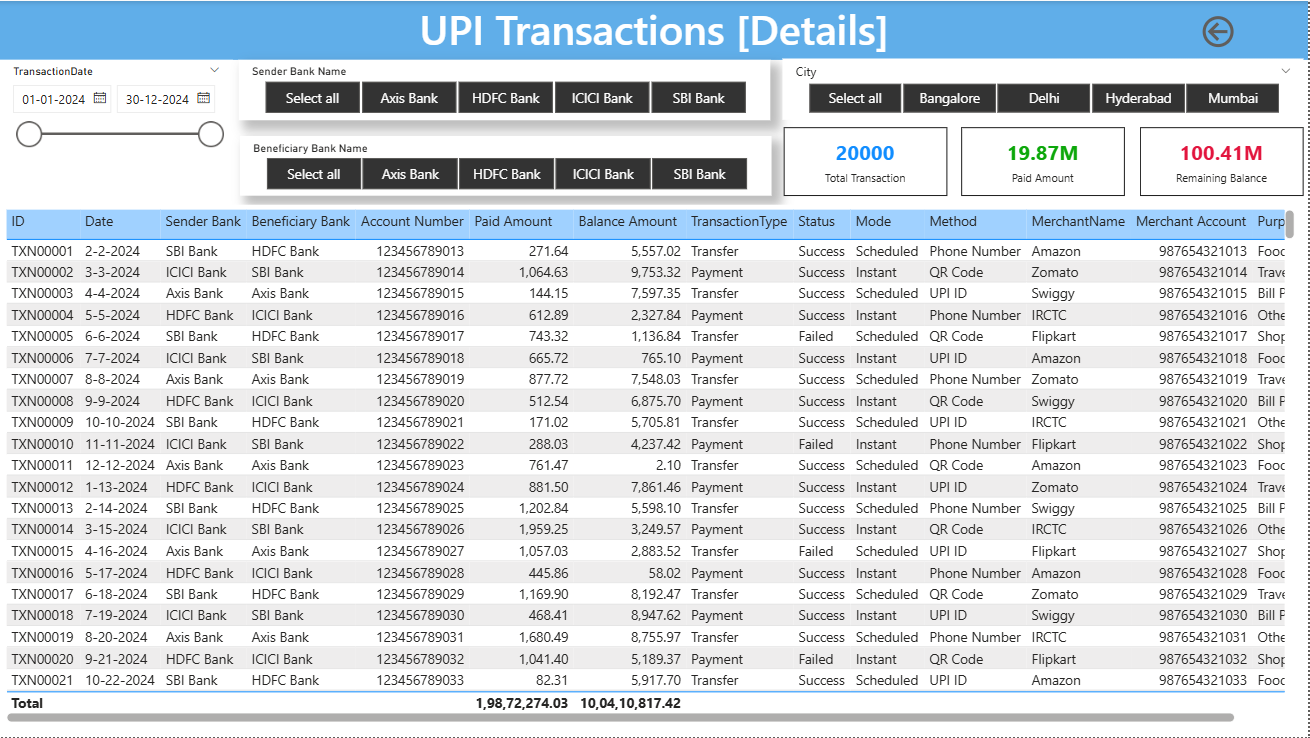 UPI Transactions [Details]
TransactionDate
01-01-2024 30-12-2024
Sender Bank Name
Select all Axis Bank HDFC Bank ICICI Bank SBI Bank
Beneficiary Bank Name
Select all Axis Bank HDFC Bank ICICI Bank SBI Bank
City
Select all Bangalore Delhi Hyderabad Mumbai
20000 19.87M 100.41M
Total Transaction Paid Amount Remaining Balance
ID Date Sender Bank Beneficiary Bank Account Number Paid Amount Balance Amount TransactionType Status Mode Method MerchantName Merchant Account Purp
TXN00001 2-2-2024 SBI Bank HDFC Bank 123456789013 271.64 5,557.02 Transfer Success Scheduled Phone Number Amazon 987654321013 Food
TXN00002 3-3-2024 ICICI Bank SBI Bank 123456789014 1,064.63 9,753.32 Payment Success Instant QR Code Zomato 987654321014 Trave
TXN00003 4-4-2024 Axis Bank Axis Bank 123456789015 144.15 7,597.35 Transfer Success Scheduled UPI ID Swiggy 987654321015 Bill P
TXN00004 5-5-2024 HDFC Bank ICICI Bank 123456789016 612.89 2,327.84 Payment Success Instant Phone Number IRCTC 987654321016 Othe
TXN00005 6-6-2024 SBI Bank HDFC Bank 123456789017 743.32 1,136.84 Transfer Failed Scheduled QR Code Flipkart 987654321017 Shop
TXN00006 7-7-2024 ICICI Bank SBI Bank 123456789018 665.72 765.10 Payment Success Instant UPI ID Amazon 987654321018 Food
TXN00007 8-8-2024 Axis Bank Axis Bank 123456789019 877.72 7,548.03 Transfer Success Scheduled Phone Number Zomato 987654321019 Trave
TXN00008 9-9-2024 HDFC Bank ICICI Bank 123456789020 512.54 6,875.70 Payment Success Instant QR Code Swiggy 987654321020 Bill P
TXN00009 10-10-2024 SBI Bank HDFC Bank 123456789021 171.02 5,705.81 Transfer Success Scheduled UPI ID IRCTC 987654321021 Othe
TXN00010 11-11-2024 ICICI Bank SBI Bank 123456789022 288.03 4,237.42 Payment Failed Instant Phone Number Flipkart 987654321022 Shop
TXN00011 12-12-2024 Axis Bank Axis Bank 123456789023 761.47 2.10 Transfer Success Scheduled QR Code Amazon 987654321023 Food
TXN00012 1-13-2024 HDFC Bank ICICI Bank 123456789024 881.50 7,861.46 Payment Success Instant UPI ID Zomato 987654321024 Trave
TXN00013 2-14-2024 SBI Bank HDFC Bank 123456789025 1,202.84 5,598.10 Transfer Success Scheduled Phone Number Swiggy 987654321025 Bill P
TXN00014 3-15-2024 ICICI Bank SBI Bank 123456789026 1,959.25 3,249.57 Payment Success Instant QR Code IRCTC 987654321026 Othe
TXN00015 4-16-2024 Axis Bank Axis Bank 123456789027 1,057.03 2,883.52 Transfer Failed Scheduled UPI ID Flipkart 987654321027 Shop
TXN00016 5-17-2024 HDFC Bank ICICI Bank 123456789028 445.86 58.02 Payment Success Instant Phone Number Amazon 987654321028 Food
TXN00017 6-18-2024 SBI Bank HDFC Bank 123456789029 1,169.90 8,192.47 Transfer Success Scheduled QR Code Zomato 987654321029 Trave
TXN00018 7-19-2024 ICICI Bank SBI Bank 123456789030 468.41 8,947.62 Payment Success Instant UPI ID Swiggy 987654321030 Bill P
TXN00019 8-20-2024 Axis Bank Axis Bank 123456789031 1,680.49 8,755.97 Transfer Success Scheduled Phone Number IRCTC 987654321031 Othe
TXN00020 9-21-2024 HDFC Bank ICICI Bank 123456789032 1,041.40 5,189.37 Payment Failed Instant QR Code Flipkart 987654321032 Shop
TXN00021 10-22-2024 SBI Bank HDFC Bank 123456789033 82.31 5,917.70 Transfer Success Scheduled UPI ID Amazon 987654321033 Food
Total 1,98,72,274.03 10,04,10,817.42